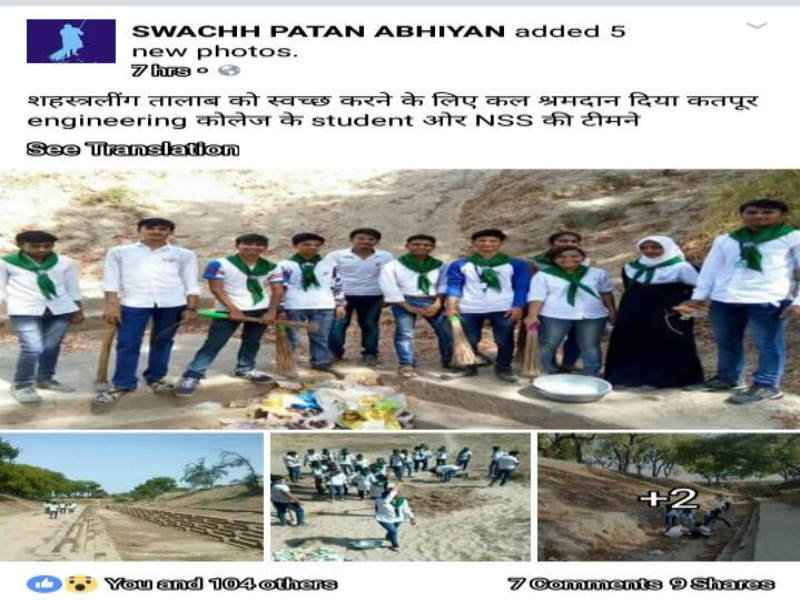 SWACHH PATAN ABHIYAN added 5
new photos.
7 hrs
शहस्त्रलींग तालाब को स्वच्छ करने के लिए कल श्रमदान दिया कतपूर
engineering कोलेज के student ओर NSS की टीमने
See Translation
+2
You and 104 others
7 Comments 9 Shares